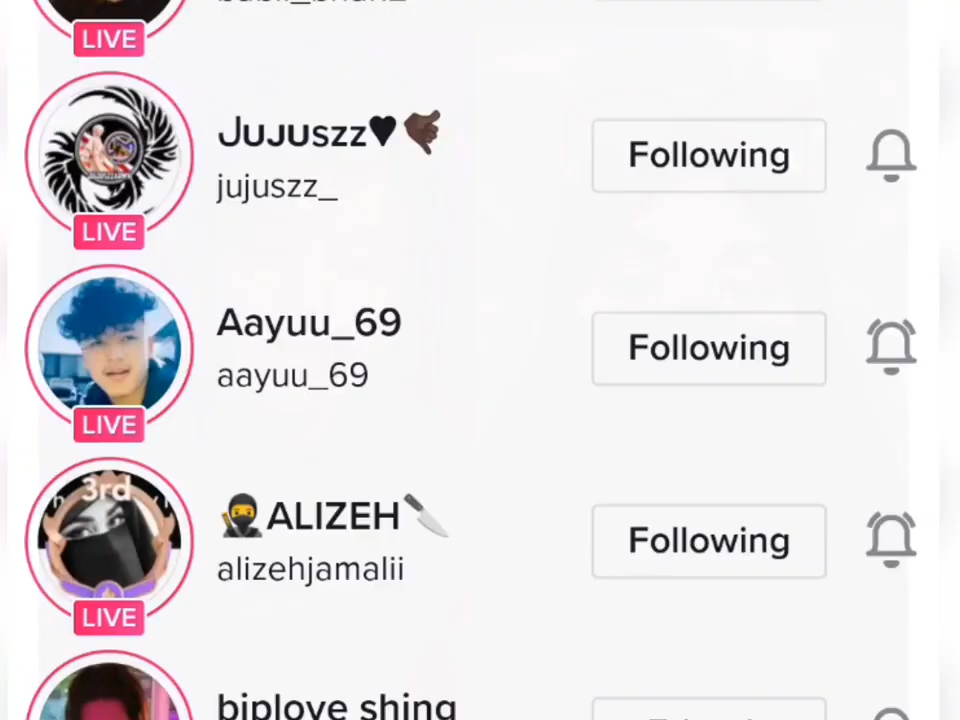 LIVE
Jujuszz♥🤙🏿
jujuszz_
Following
LIVE
Aayuu_69
aayuu_69
Following
LIVE
3rd
🥷ALIZEH🔪
alizehjamalii
Following
LIVE
biplove shing